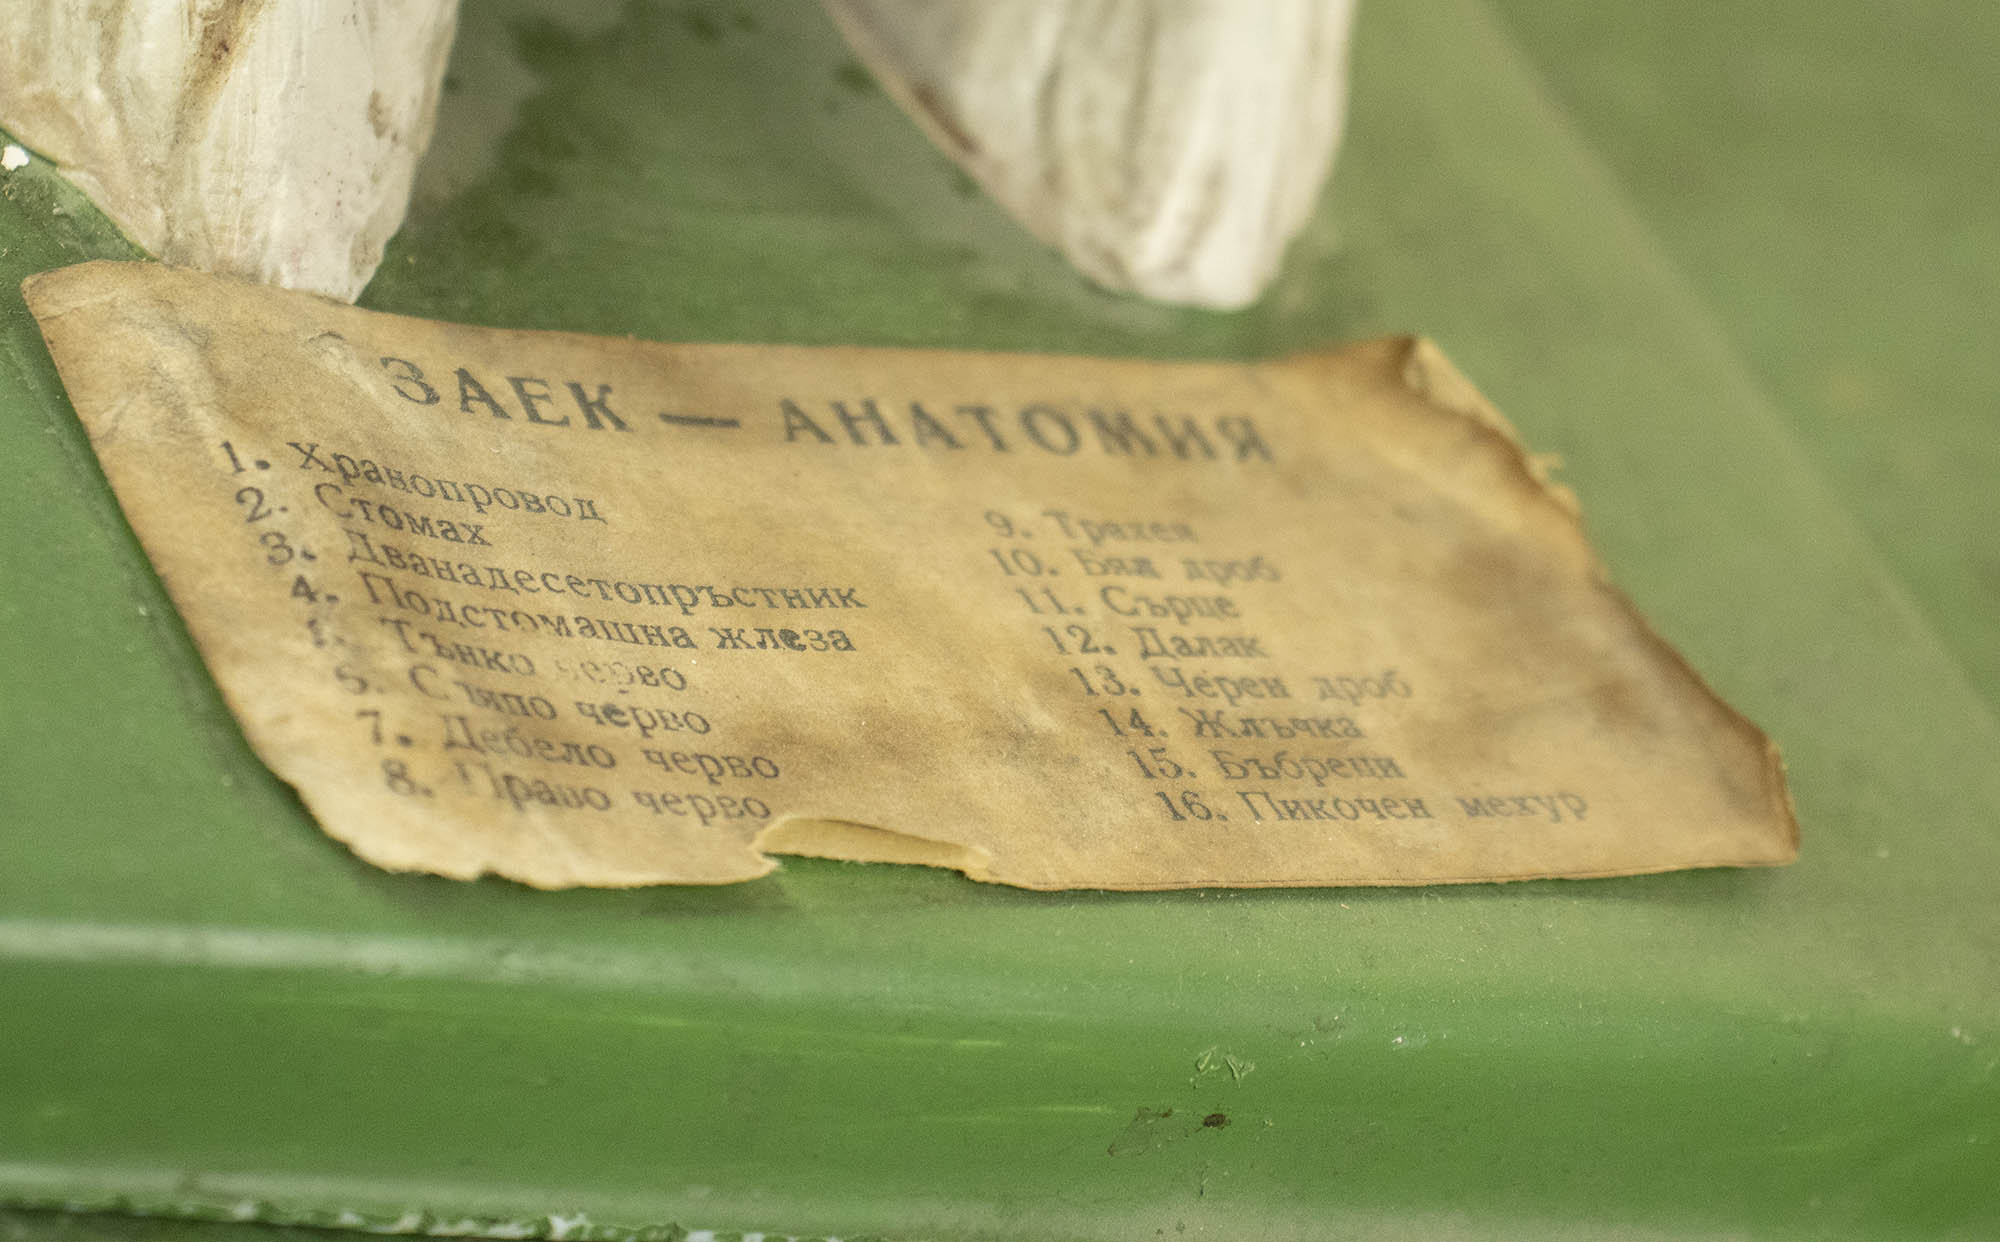 ЗАЕК — АНАТОМИЯ
1. Хранопровод
2. Стомах
3. Дванадесетопръстник
4. Подстомашна жлеза
5. Тънко черво
6. Сляпо черво
7. Дебело черво
8. Право черво
9. Трахея
10. Бял дроб
11. Сърце
12. Далак
13. Черен дроб
14. Жлъчка
15. Бъбреци
16. Пикочен мехур